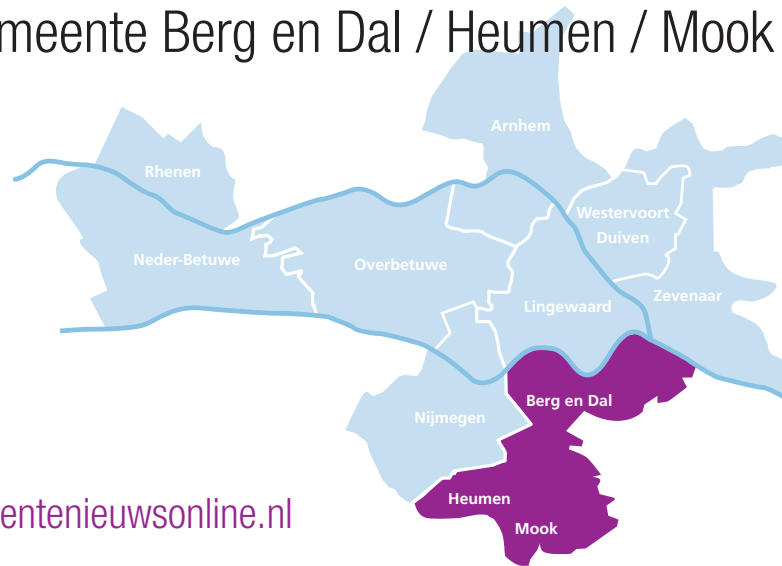 meente Berg en Dal / Heumen / Mook
Arnhem
Rhenen
Westervoort
Duiven
Neder-Betuwe
Overbetuwe
Zevenaar
Lingewaard
Berg en Dal
Nijmegen
Heumen
Mook
entenieuwsonline.nl